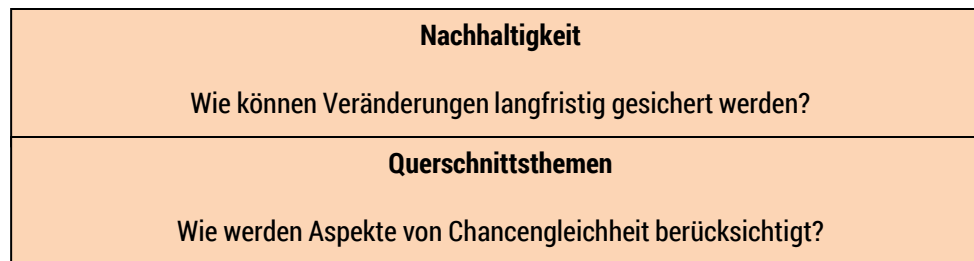 Nachhaltigkeit
Wie können Veränderungen langfristig gesichert werden?
Querschnittsthemen
Wie werden Aspekte von Chancengleichheit berücksichtigt?